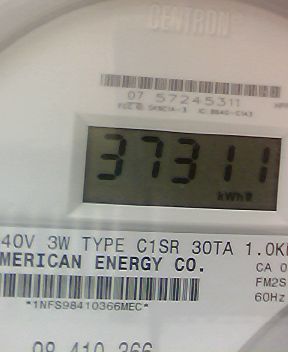 CENTRON
07 57245311
37311
kWh
40V 3W TYPE C1SR 30TA 1.0K
MERICAN ENERGY CO.
CA 0
FM2S
60Hz
*1NFS98410366MEC*
98 410 366